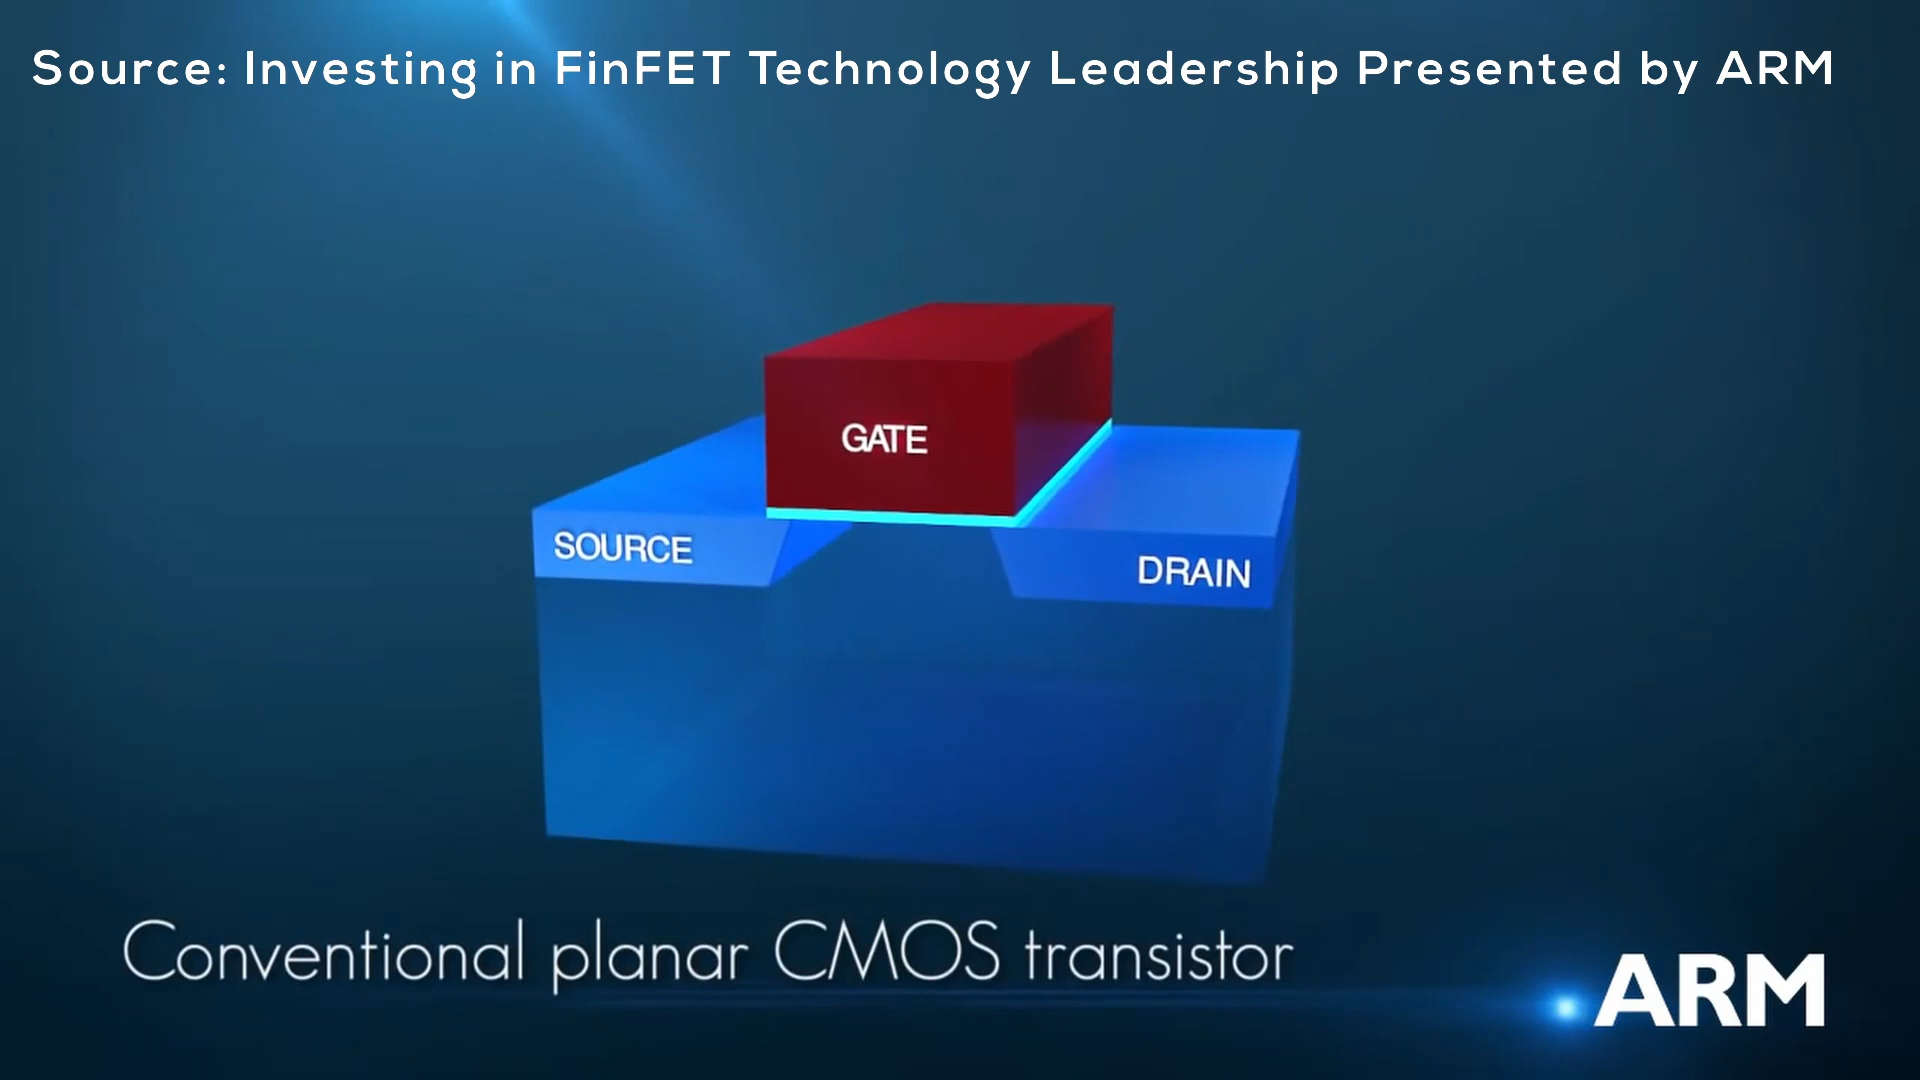 Source: Investing in FinFET Technology Leadership Presented by ARM
GATE
SOURCE
DRAIN
Conventional planar CMOS transistor
ARM